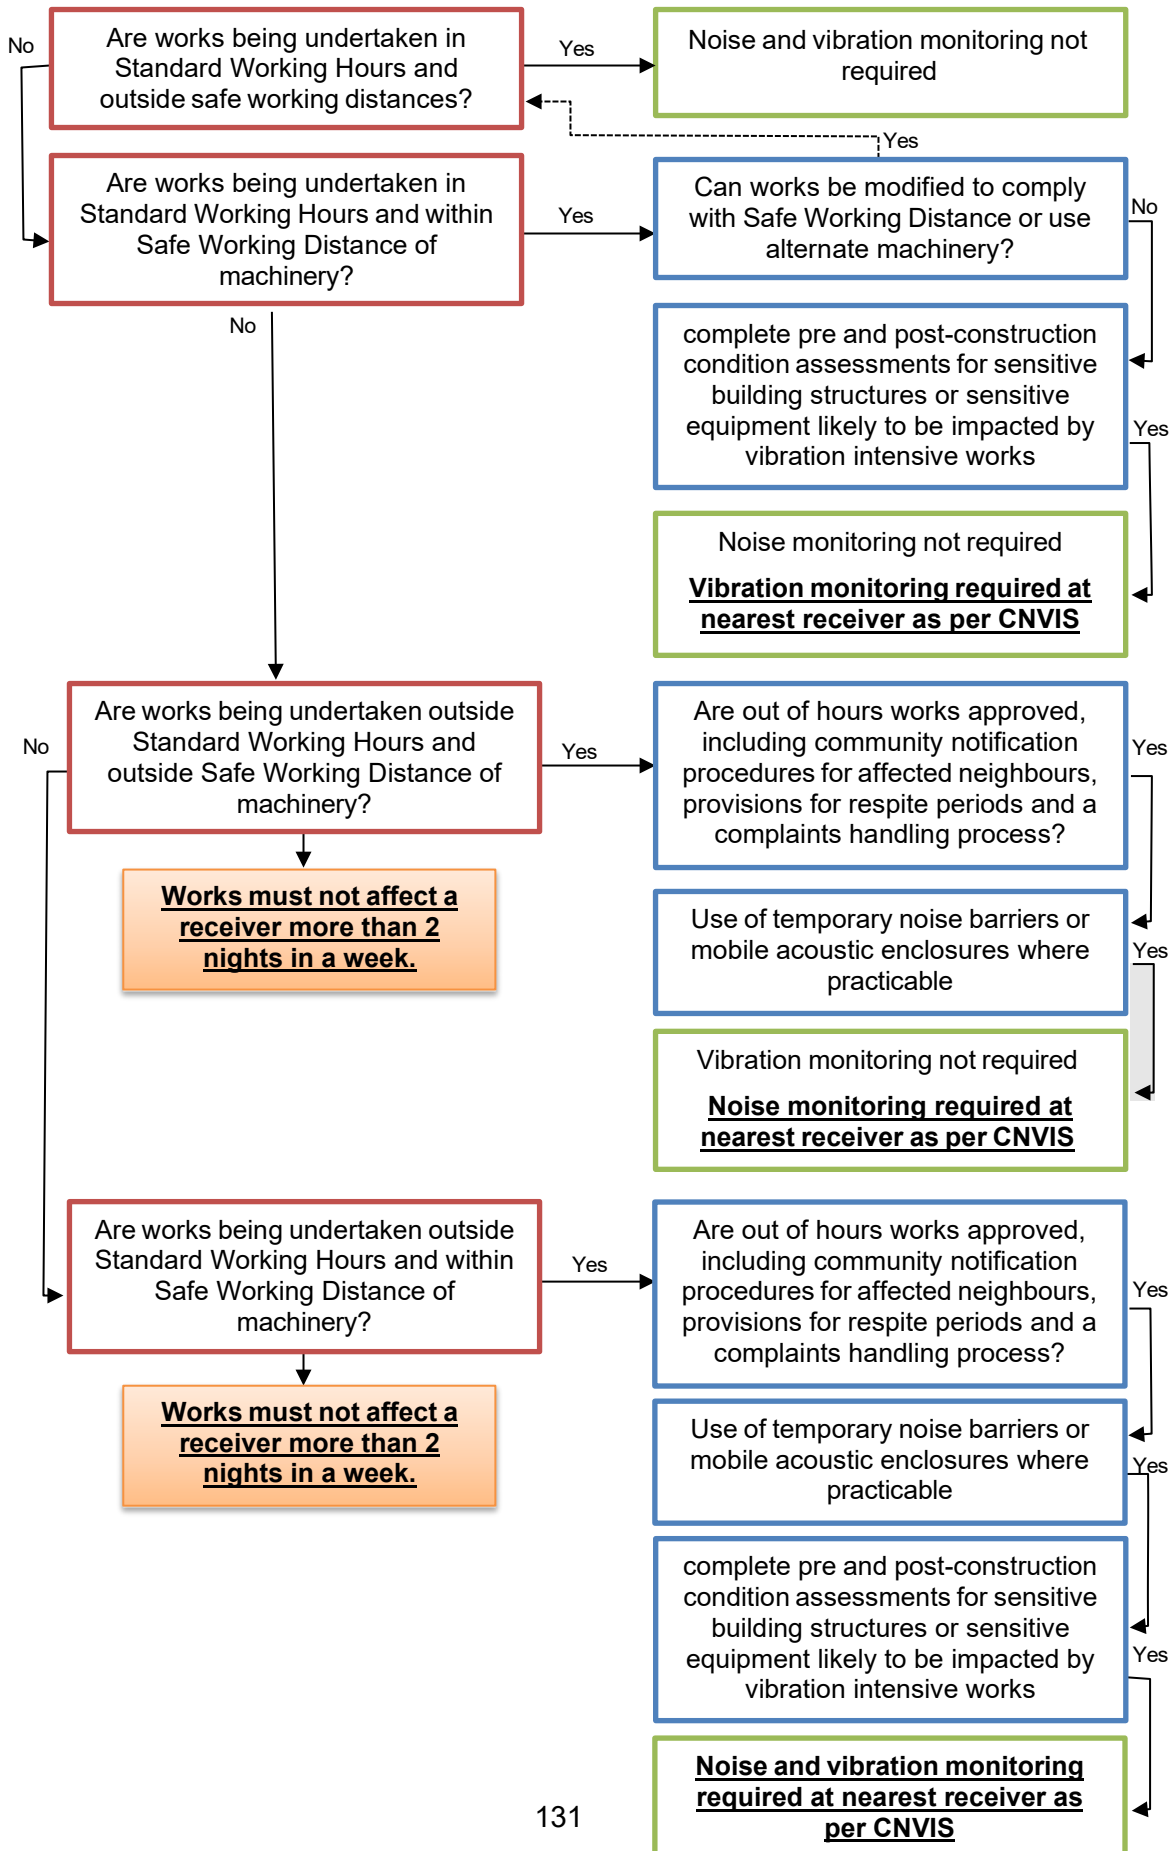 No
Are works being undertaken in
Standard Working Hours and
outside safe working distances?
Yes
Noise and vibration monitoring not
required
Yes
Are works being undertaken in
Standard Working Hours and within
Safe Working Distance of
machinery?
Yes
Can works be modified to comply
with Safe Working Distance or use
alternate machinery?
No
No
complete pre and post-construction
condition assessments for sensitive
building structures or sensitive
equipment likely to be impacted by
vibration intensive works
Yes
Noise monitoring not required
Vibration monitoring required at
nearest receiver as per CNVIS
No
Are works being undertaken outside
Standard Working Hours and
outside Safe Working Distance of
machinery?
Yes
Are out of hours works approved,
including community notification
procedures for affected neighbours,
provisions for respite periods and a
complaints handling process?
Yes
Works must not affect a
receiver more than 2
nights in a week.
Use of temporary noise barriers or
mobile acoustic enclosures where
practicable
Yes
Vibration monitoring not required
Noise monitoring required at
nearest receiver as per CNVIS
Are works being undertaken outside
Standard Working Hours and within
Safe Working Distance of
machinery?
Yes
Are out of hours works approved,
including community notification
procedures for affected neighbours,
provisions for respite periods and a
complaints handling process?
Yes
Works must not affect a
receiver more than 2
nights in a week.
Use of temporary noise barriers or
mobile acoustic enclosures where
practicable
Yes
complete pre and post-construction
condition assessments for sensitive
building structures or sensitive
equipment likely to be impacted by
vibration intensive works
Yes
Noise and vibration monitoring
required at nearest receiver as
per CNVIS
131